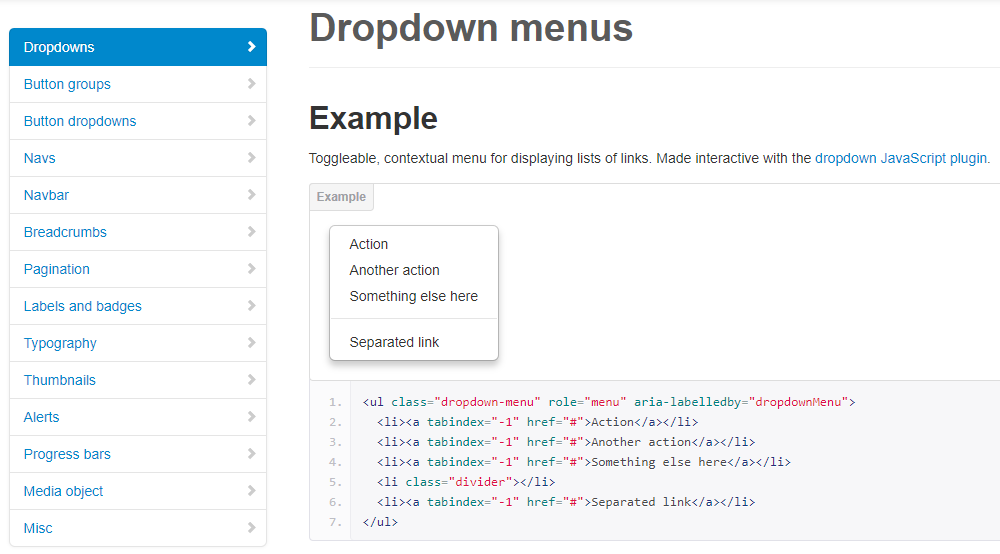 Dropdowns
Button groups
Button dropdowns
Navs
Navbar
Breadcrumbs
Pagination
Labels and badges
Typography
Thumbnails
Alerts
Progress bars
Media object
Misc
Dropdown menus
Example
Toggleable, contextual menu for displaying lists of links. Made interactive with the dropdown JavaScript plugin.
Example
Action
Another action
Something else here
Separated link
1. <ul class="dropdown-menu" role="menu" aria-labelledby="dropdownMenu">
2.   <li><a tabindex="-1" href="#">Action</a></li>
3.   <li><a tabindex="-1" href="#">Another action</a></li>
4.   <li><a tabindex="-1" href="#">Something else here</a></li>
5.   <li class="divider"></li>
6.   <li><a tabindex="-1" href="#">Separated link</a></li>
7. </ul>